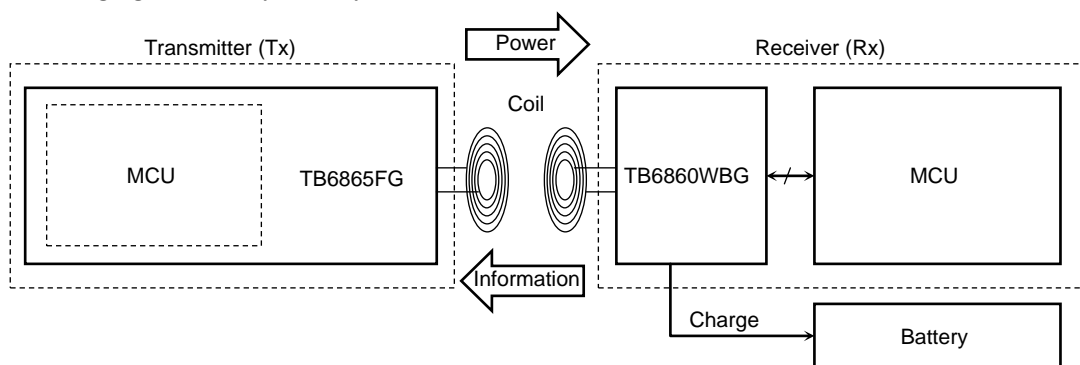 Transmitter (Tx)
Power
Receiver (Rx)
Coil
MCU
TB6865FG
TB6860WBG
MCU
Information
Charge
Battery